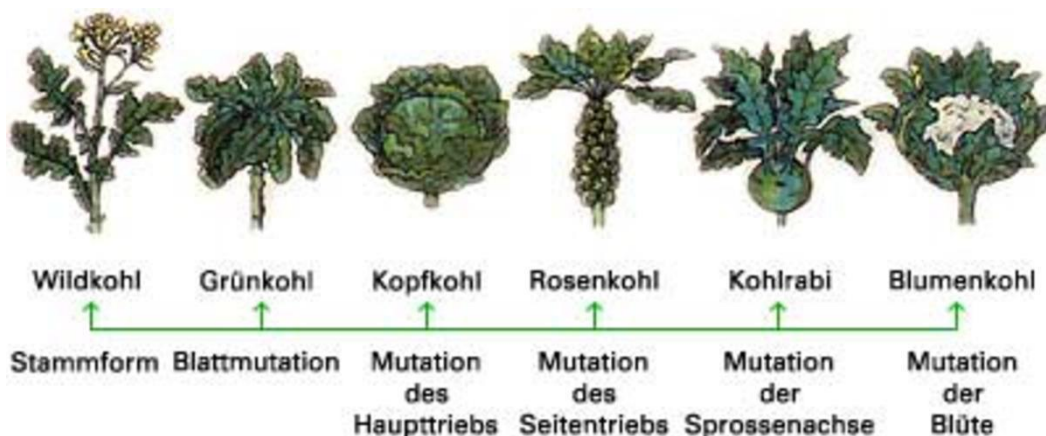 Wildkohl Grünkohl Kopfkohl Rosenkohl Kohlrabi Blumenkohl
Stammform Blattmutation Mutation Mutation Mutation Mutation
des des der der
Haupttriebs Seitentriebs Sprossenachse Blüte